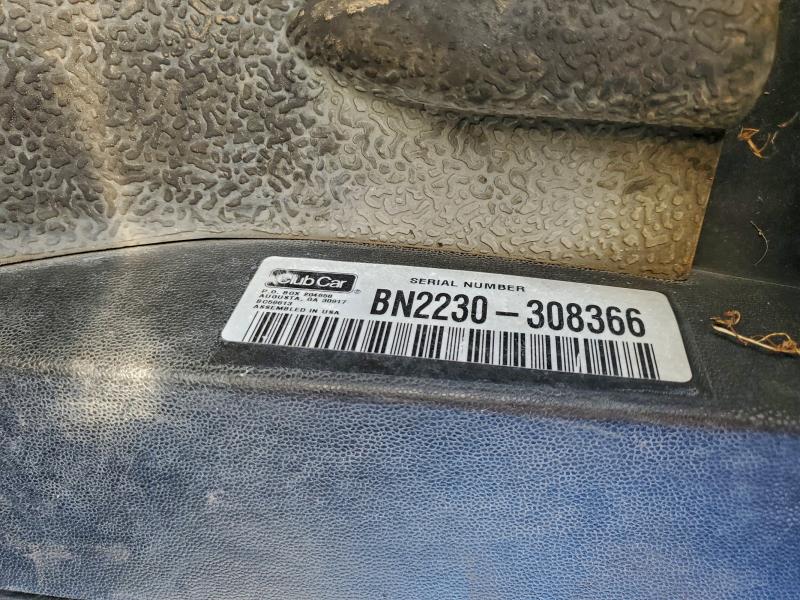 Club Car
P.O. BOX 204658
AUGUSTA, GA 30917
ASSEMBLED IN USA
SERIAL NUMBER
BN2230-308366